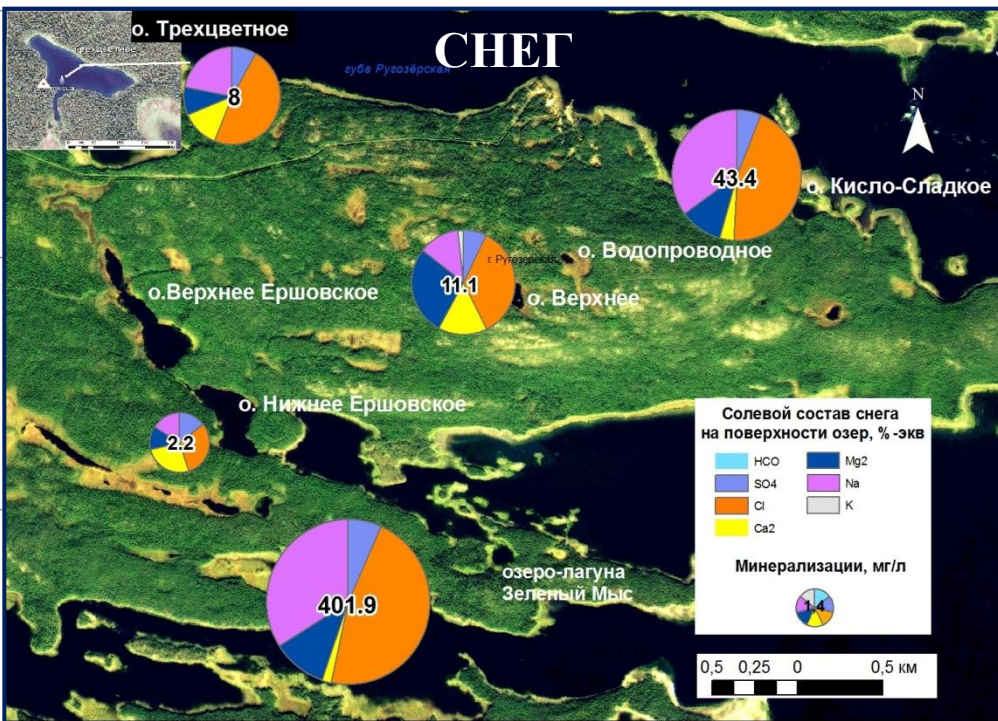 о. Трехцветное
СНЕГ
губа Ругозёрская
8
N
43.4
о. Кисло-Сладкое
о. Водопроводное
11.1
о.Верхнее Ершовское
о. Верхнее
о. Нижнее Ершовское
2.2
401.9
озеро-лагуна
Зеленый Мыс
Солевой состав снега
на поверхности озер, %-экв
HCO
Mg2
SO4
Na
Cl
K
Ca2
Минерализации, мг/л
1.4
0,5 0,25 0 0,5 км